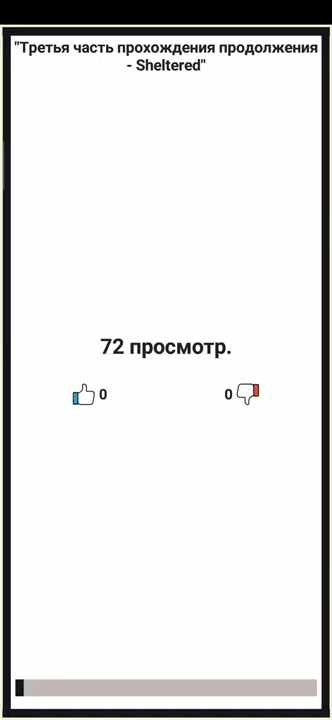 "Третья часть прохождения продолжения
- Sheltered"
72 просмотр.
0
0